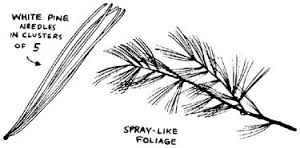 WHITE PINE
NEEDLES
IN CLUSTERS
OF 5
SPRAY-LIKE
FOLIAGE